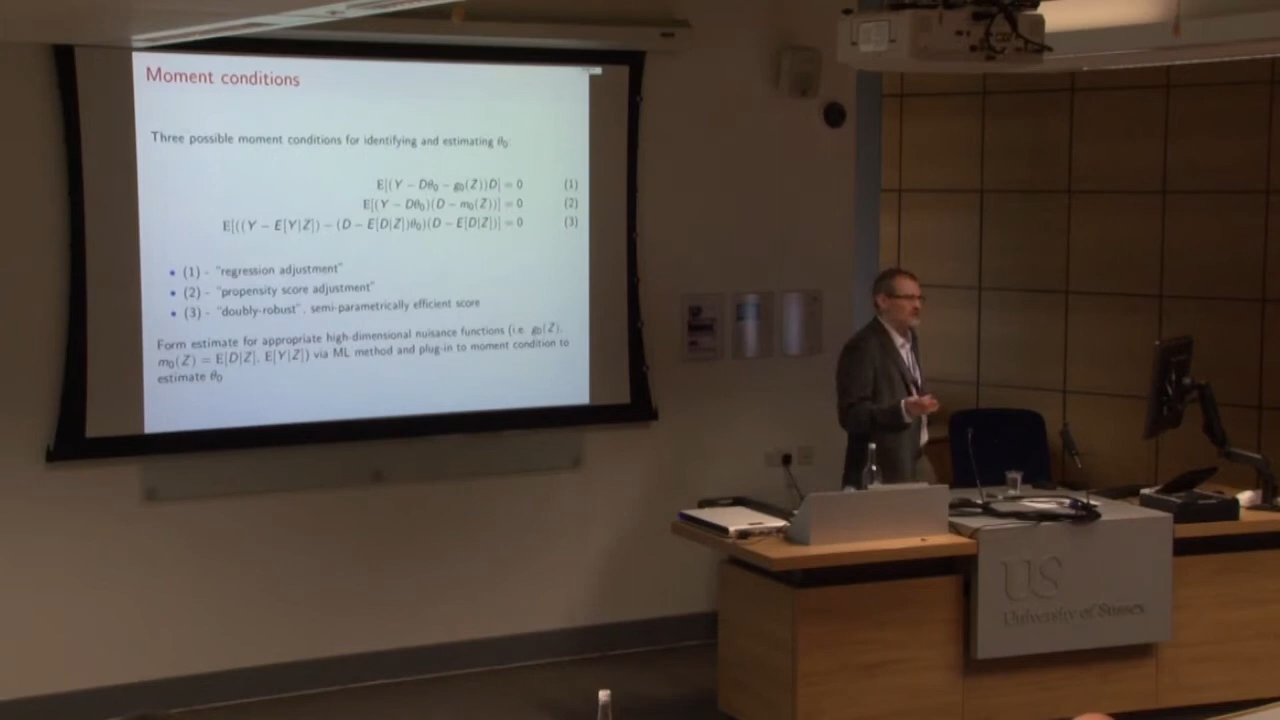 Moment conditions
Three possible moment conditions for identifying and estimating θ₀:
E[(Y − Dθ₀ − g₀(Z))D] = 0 (1)
E[(Y − Dθ₀)(D − m₀(Z))] = 0 (2)
E[((Y − E[Y|Z]) − (D − E[D|Z])θ₀)(D − E[D|Z])] = 0 (3)
• (1) - "regression adjustment"
• (2) - "propensity score adjustment"
• (3) - "doubly-robust", semi-parametrically efficient score
Form estimate for appropriate high-dimensional nuisance functions (i.e. g₀(Z),
m₀(Z) = E[D|Z], E[Y|Z]) via ML method and plug-in to moment condition to
estimate θ₀
US
University of Sussex